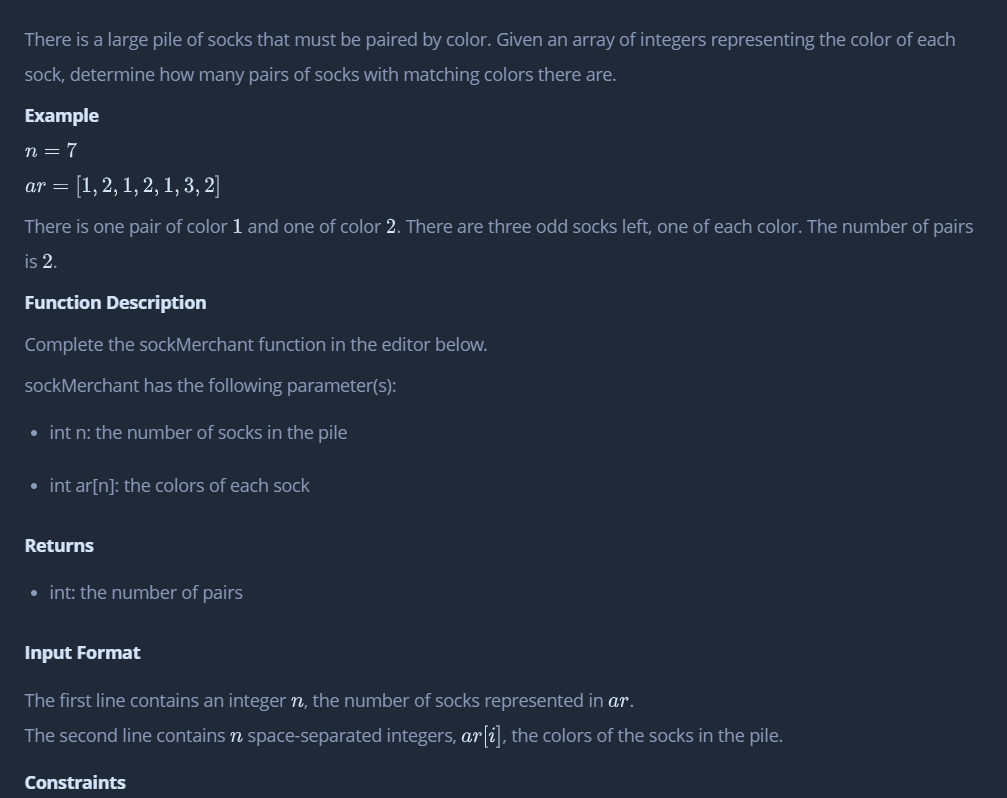 There is a large pile of socks that must be paired by color. Given an array of integers representing the color of each
sock, determine how many pairs of socks with matching colors there are.
Example
n = 7
ar = [1, 2, 1, 2, 1, 3, 2]
There is one pair of color 1 and one of color 2. There are three odd socks left, one of each color. The number of pairs
is 2.
Function Description
Complete the sockMerchant function in the editor below.
sockMerchant has the following parameter(s):
• int n: the number of socks in the pile
• int ar[n]: the colors of each sock
Returns
• int: the number of pairs
Input Format
The first line contains an integer n, the number of socks represented in ar.
The second line contains n space-separated integers, ar[i], the colors of the socks in the pile.
Constraints